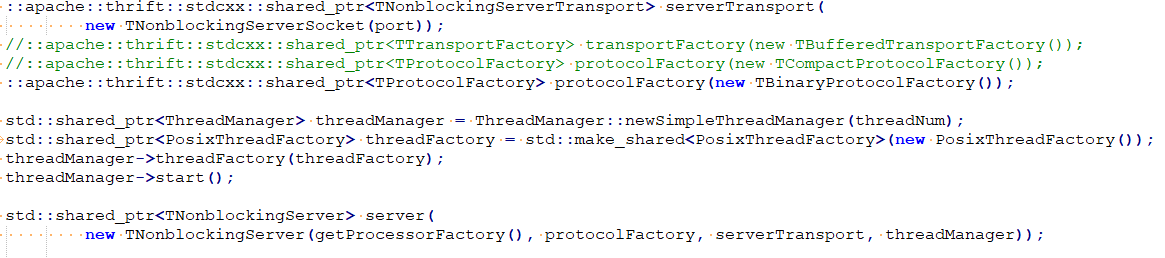 ::apache::thrift::stdcxx::shared_ptr<TNonblockingServerTransport> serverTransport(
new TNonblockingServerSocket(port));
//::apache::thrift::stdcxx::shared_ptr<TTransportFactory> transportFactory(new TBufferedTransportFactory());
//::apache::thrift::stdcxx::shared_ptr<TProtocolFactory> protocolFactory(new TCompactProtocolFactory());
::apache::thrift::stdcxx::shared_ptr<TProtocolFactory> protocolFactory(new TBinaryProtocolFactory());
std::shared_ptr<ThreadManager> threadManager = ThreadManager::newSimpleThreadManager(threadNum);
std::shared_ptr<PosixThreadFactory> threadFactory = std::make_shared<PosixThreadFactory>(new PosixThreadFactory());
threadManager->threadFactory(threadFactory);
threadManager->start();
std::shared_ptr<TNonblockingServer> server(
new TNonblockingServer(getProcessorFactory(), protocolFactory, serverTransport, threadManager));